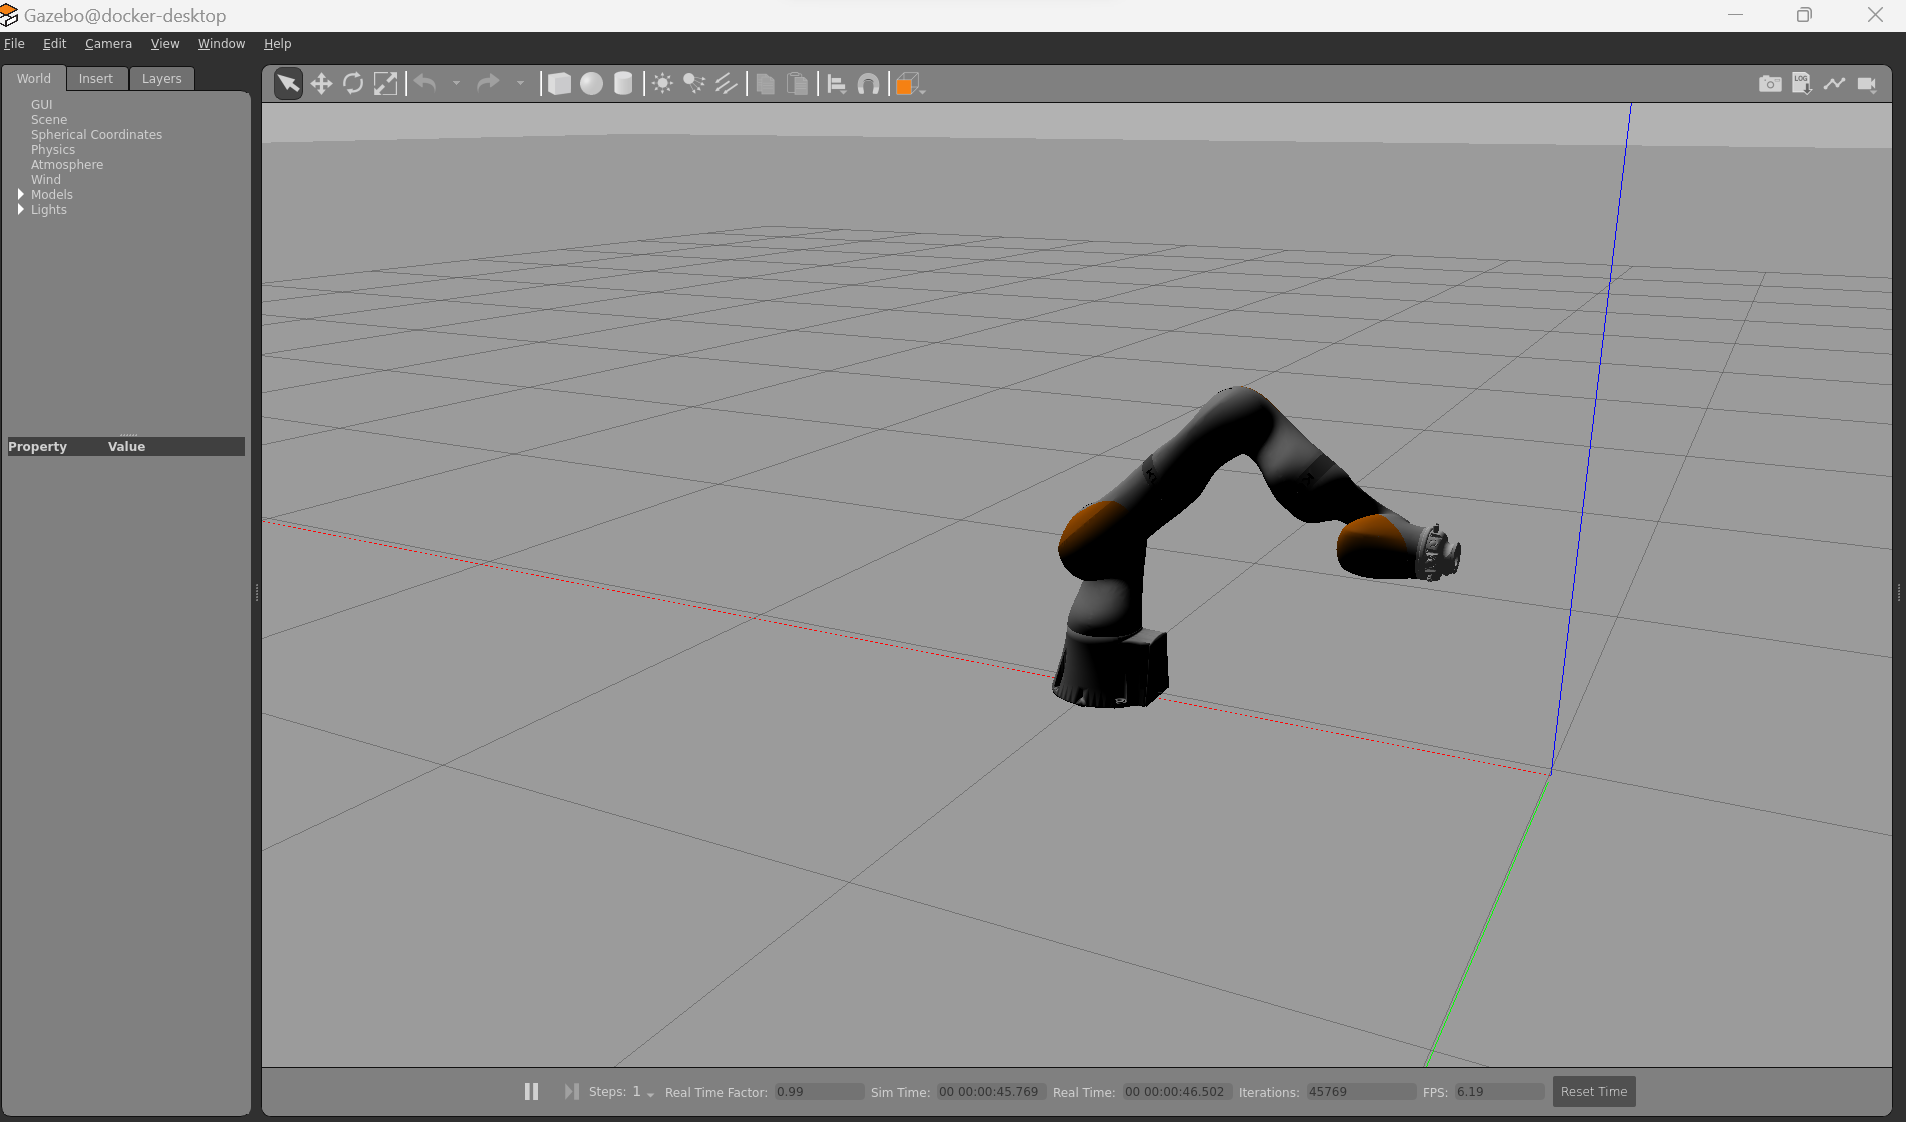 Gazebo@docker-desktop
File Edit Camera View Window Help
World Insert Layers
GUI
Scene
Spherical Coordinates
Physics
Atmosphere
Wind
Models
Lights
Property Value
LOG
Steps: 1 Real Time Factor: 0.99 Sim Time: 00 00:00:45.769 Real Time: 00 00:00:46.502 Iterations: 45769 FPS: 6.19 Reset Time